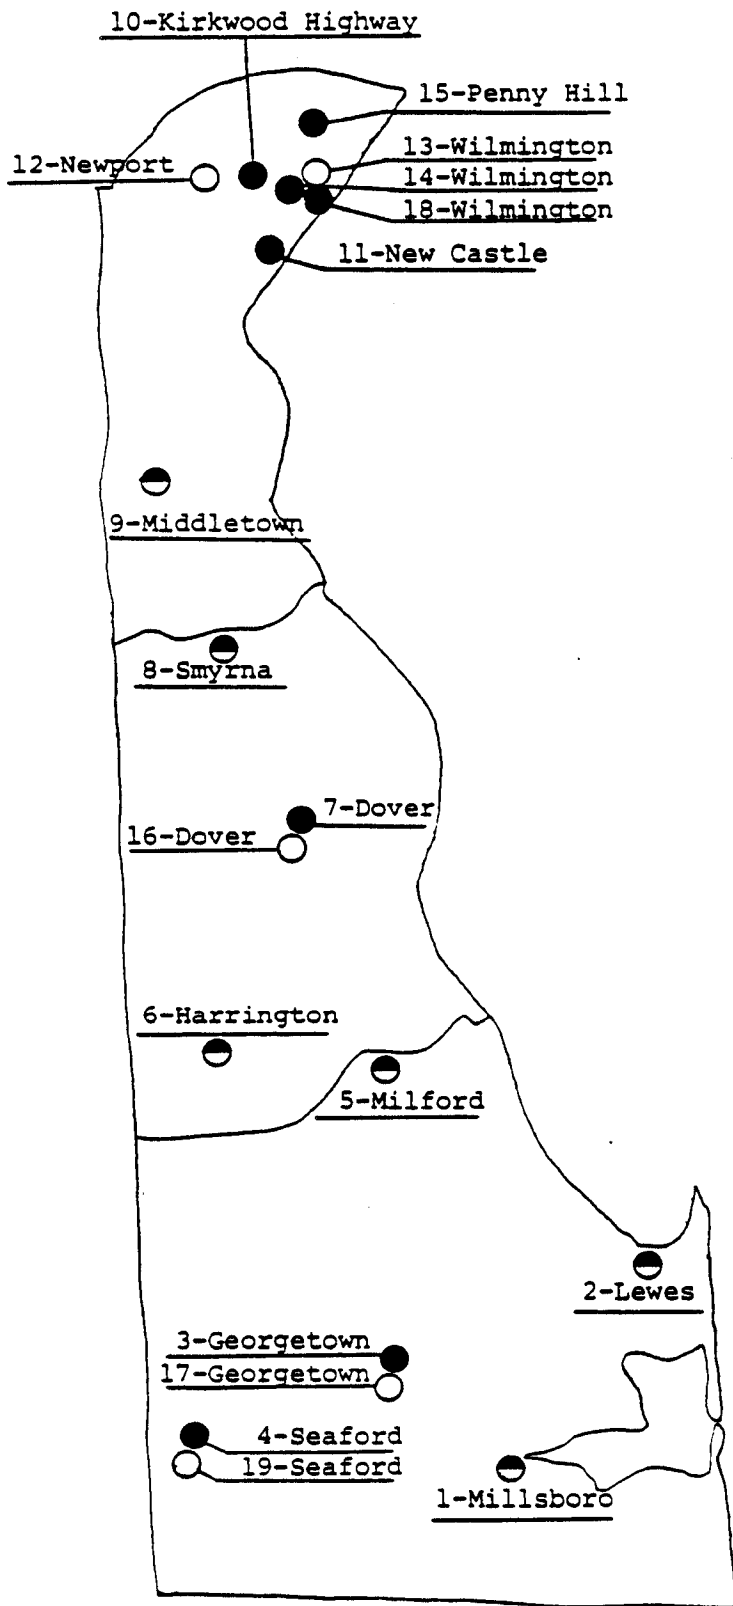 10-Kirkwood Highway
15-Penny Hill
13-Wilmington
12-Newport
14-Wilmington
18-Wilmington
11-New Castle
9-Middletown
8-Smyrna
7-Dover
16-Dover
6-Harrington
5-Milford
2-Lewes
3-Georgetown
17-Georgetown
4-Seaford
19-Seaford
1-Millsboro